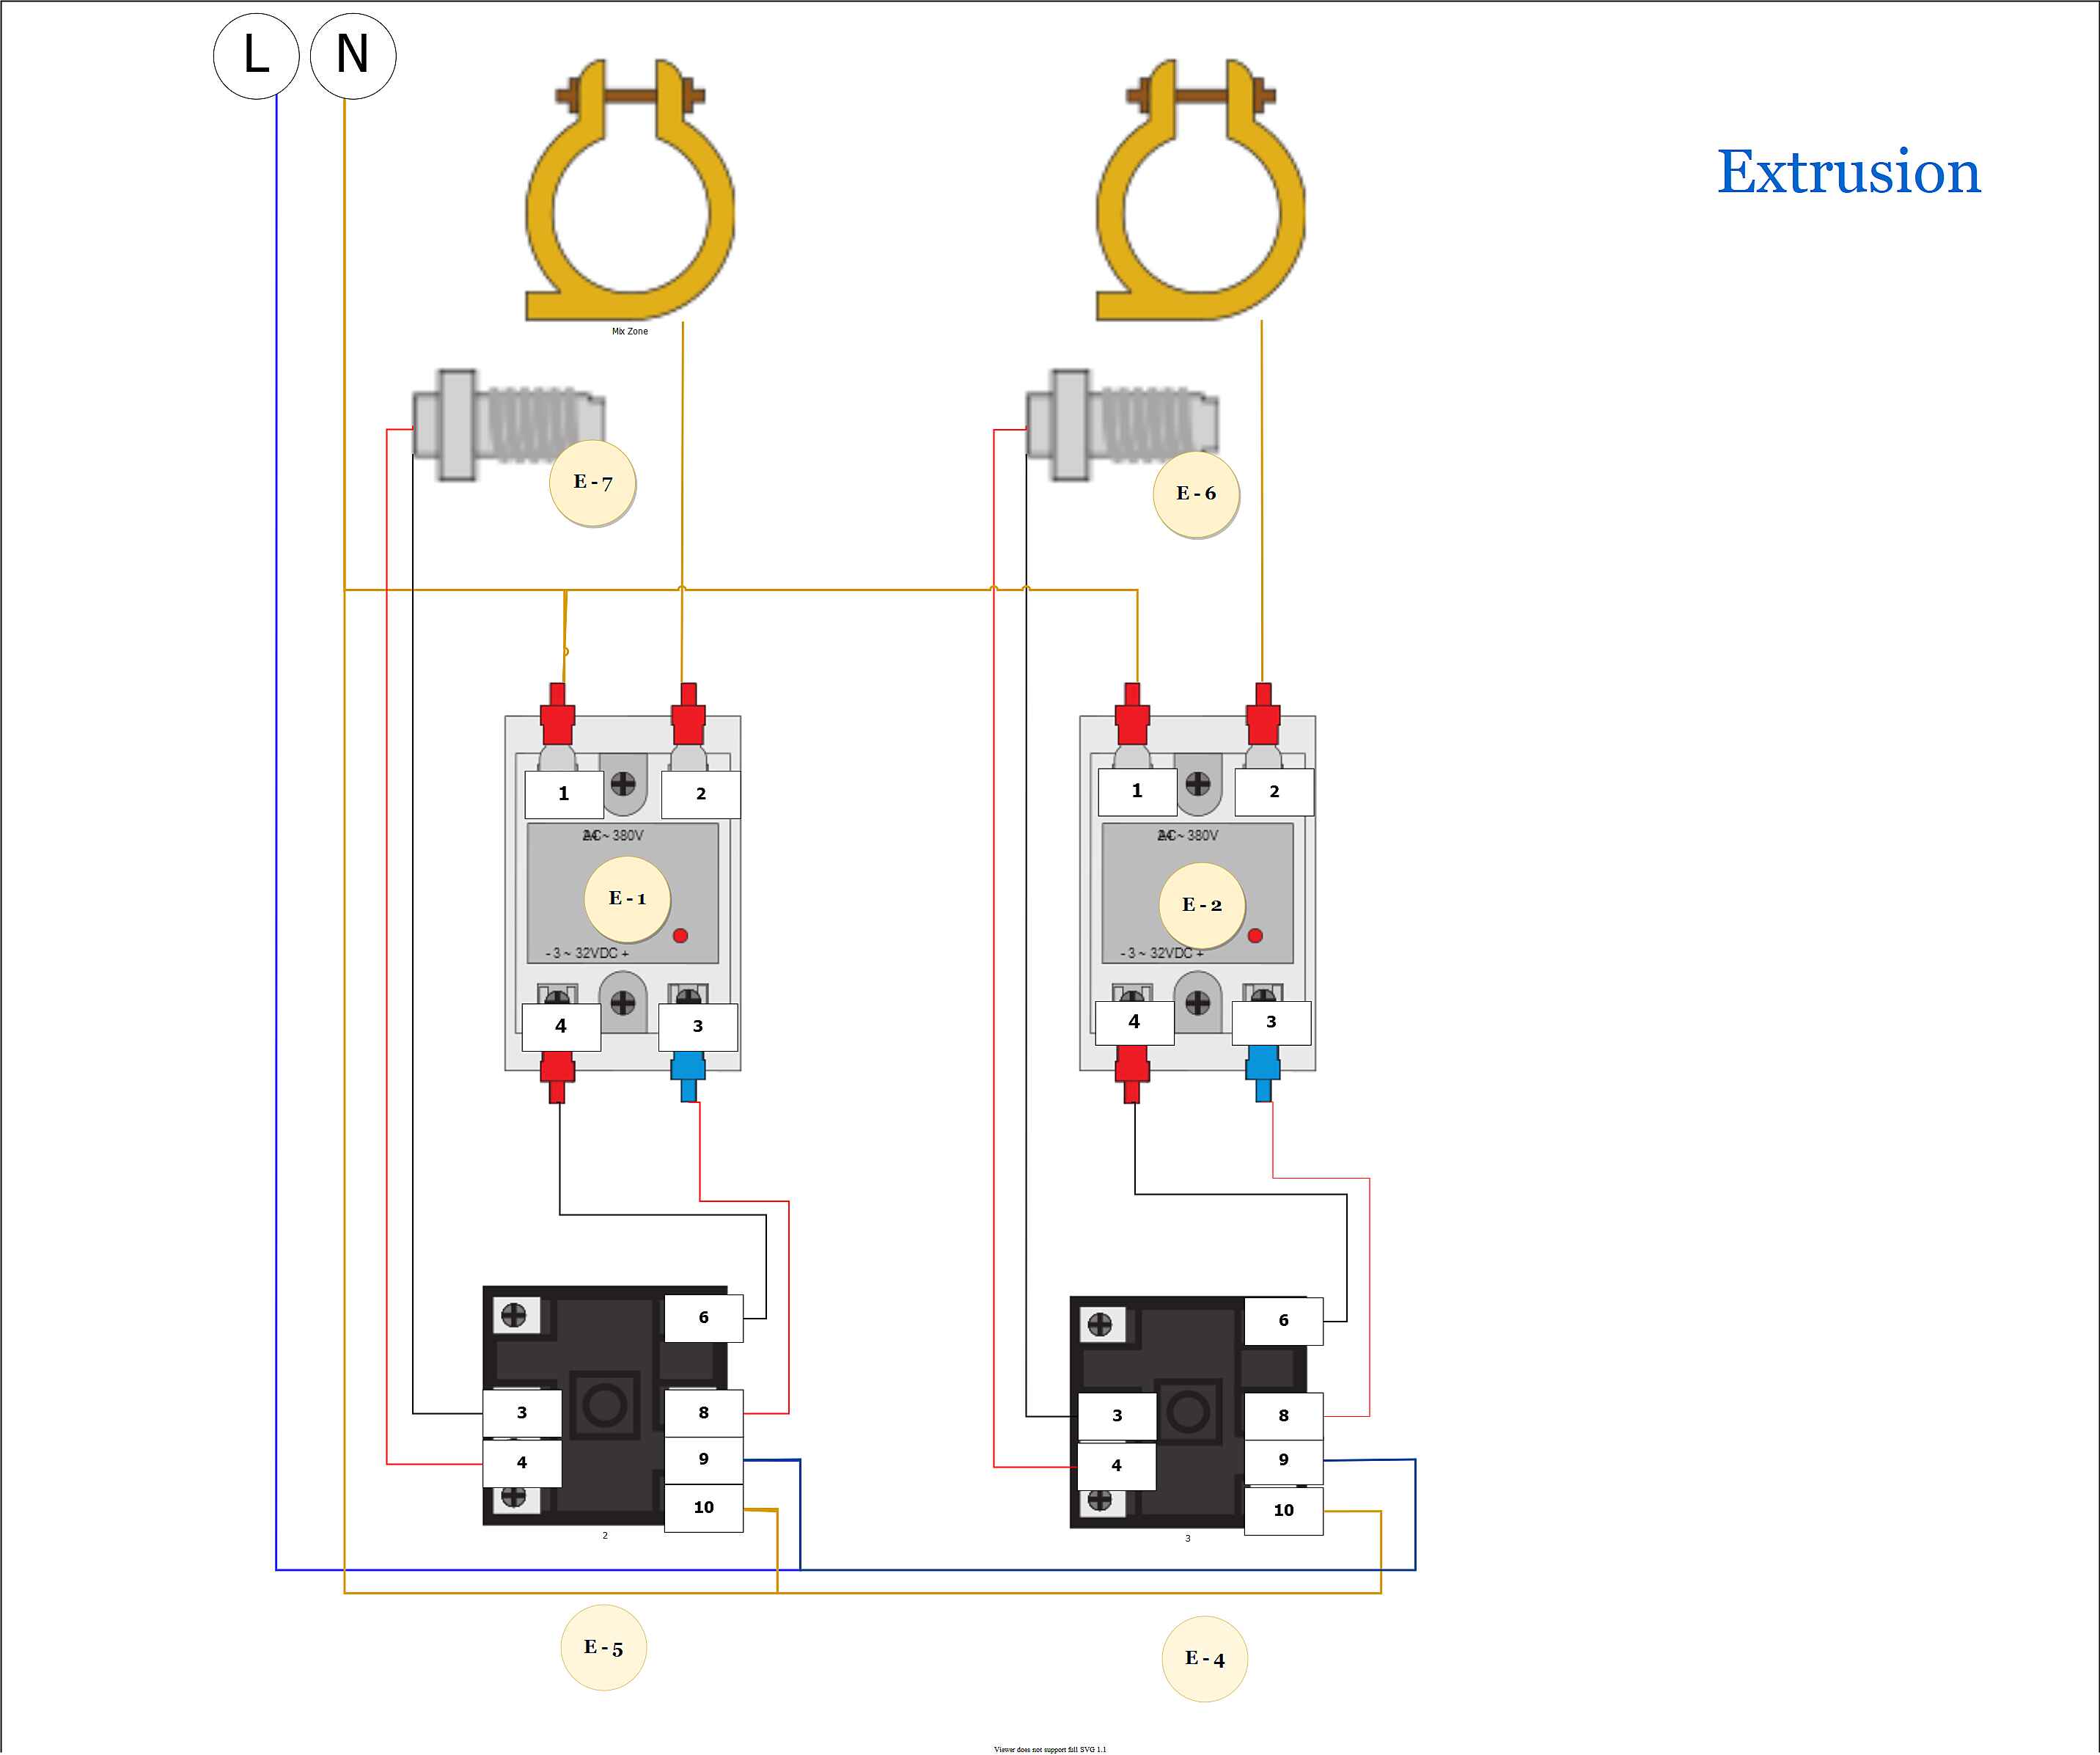 L N
Extrusion
Mix Zone
E - 7
E - 6
1 2
1 2
~ 380V
~ 380V
E - 1
E - 2
- 3 ~ 32VDC +
- 3 ~ 32VDC +
4 3
4 3
6
6
3 8
3 8
4 9
4 9
10
10
2
3
E - 5
E - 4
Viewer does not support full SVG 1.1